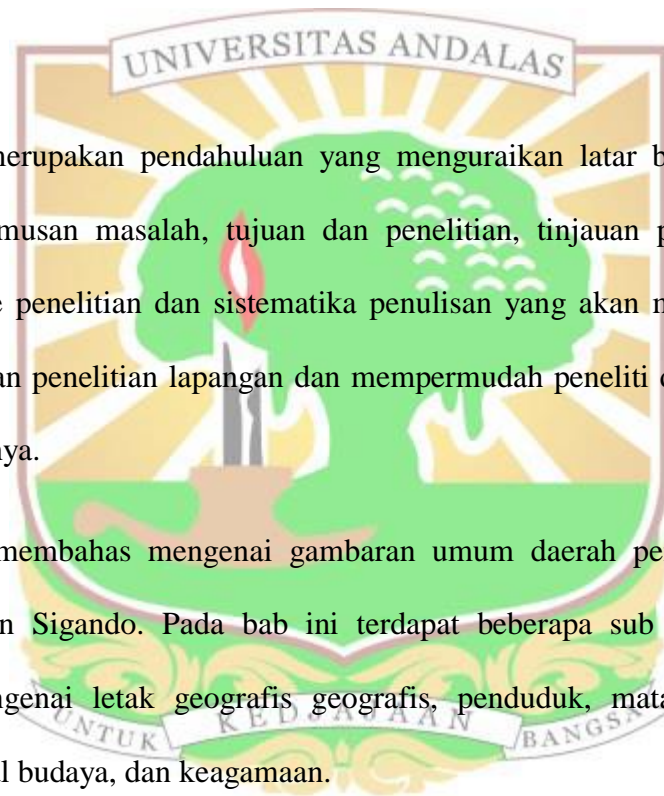 UNIVERSITAS ANDALAS
merupakan pendahuluan yang menguraikan latar
musan masalah, tujuan dan penelitian, tinjauan
penelitian dan sistematika penulisan yang akan
an penelitian lapangan dan mempermudah peneliti
nya.
membahas mengenai gambaran umum daerah
n Sigando. Pada bab ini terdapat beberapa sub
ngenai letak geografis geografis, penduduk, mata
al budaya, dan keagamaan.
UNTUK KEDJAJAAN BANGSA